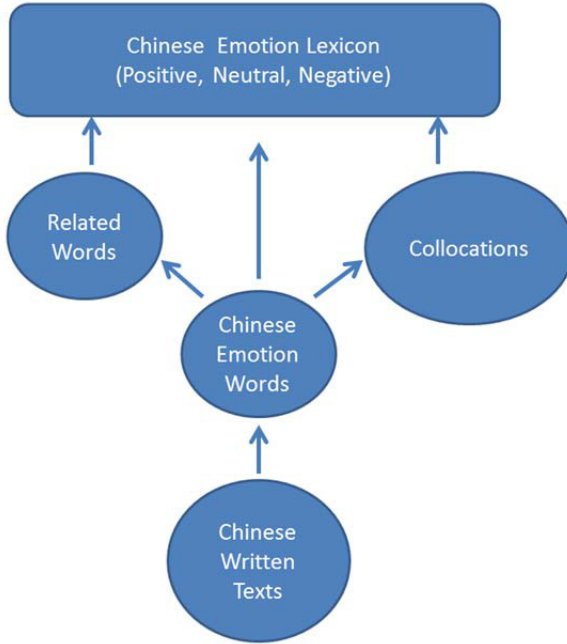 Chinese Emotion Lexicon
(Positive, Neutral, Negative)
Related
Words
Collocations
Chinese
Emotion
Words
Chinese
Written
Texts